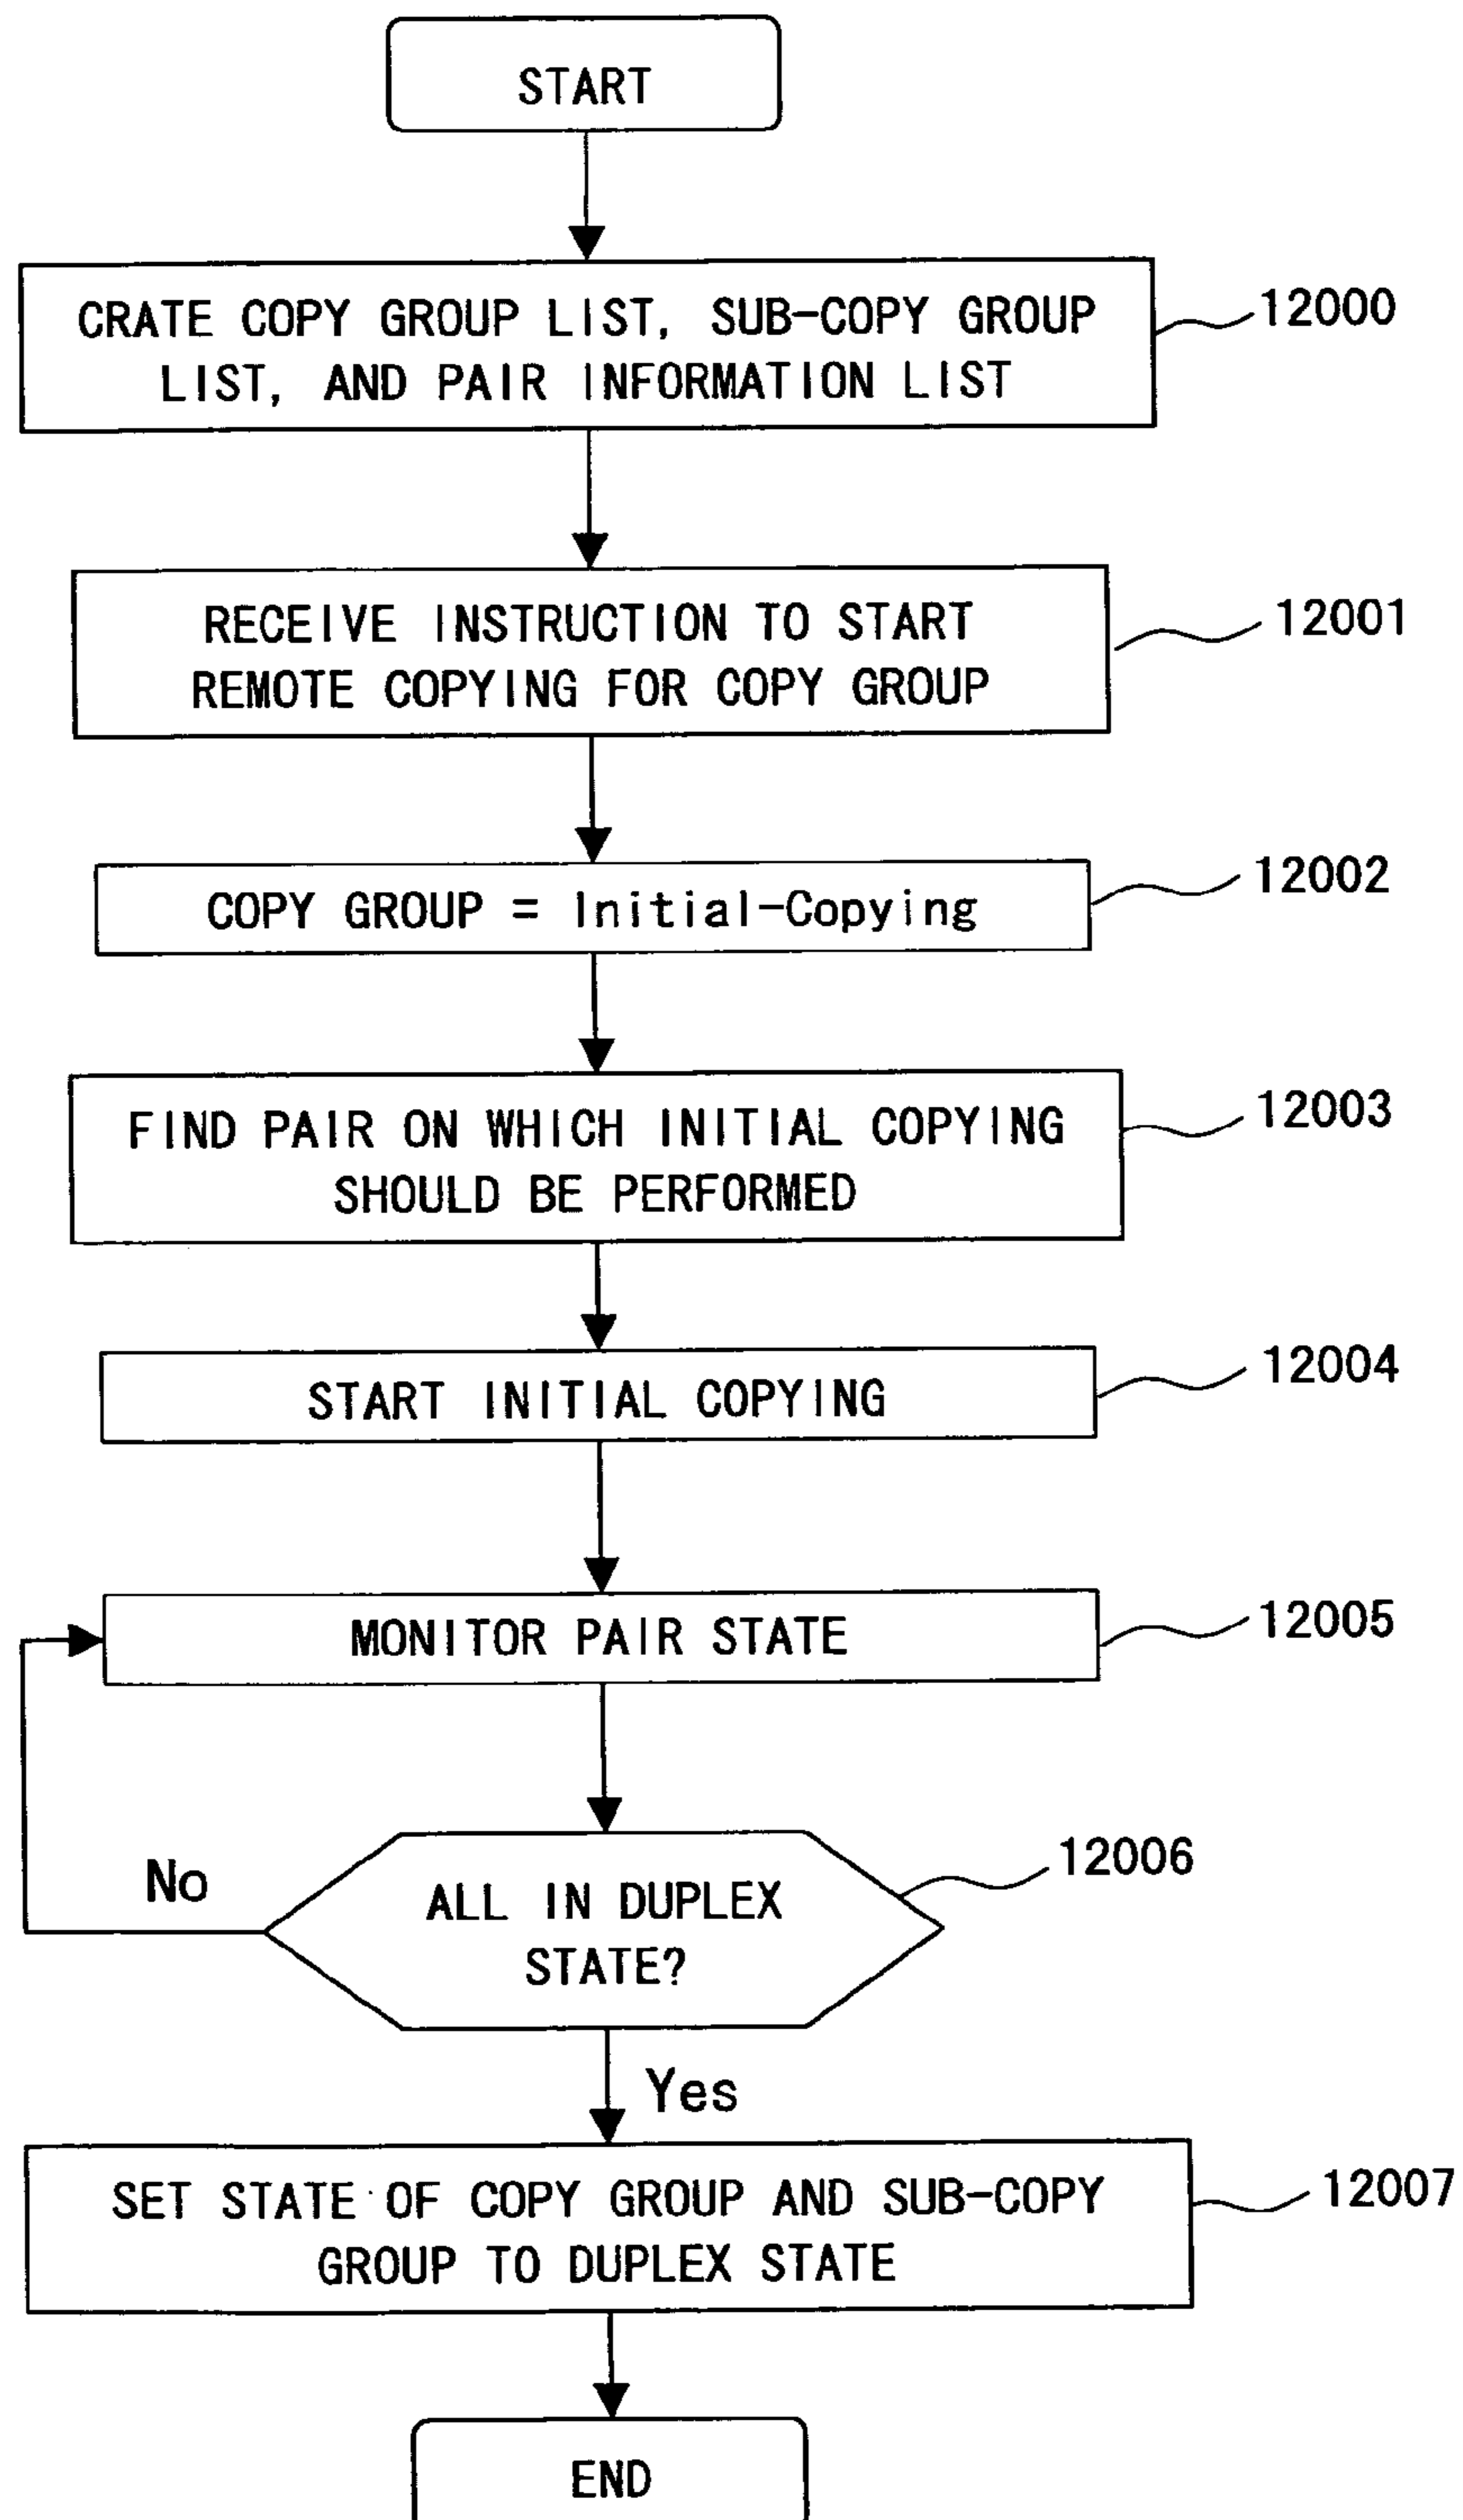 START
CRATE COPY GROUP LIST, SUB-COPY GROUP
LIST, AND PAIR INFORMATION LIST
12000
RECEIVE INSTRUCTION TO START
REMOTE COPYING FOR COPY GROUP
12001
COPY GROUP = Initial-Copying
12002
FIND PAIR ON WHICH INITIAL COPYING
SHOULD BE PERFORMED
12003
START INITIAL COPYING
12004
MONITOR PAIR STATE
12005
ALL IN DUPLEX
STATE?
12006
No
Yes
SET STATE OF COPY GROUP AND SUB-COPY
GROUP TO DUPLEX STATE
12007
END